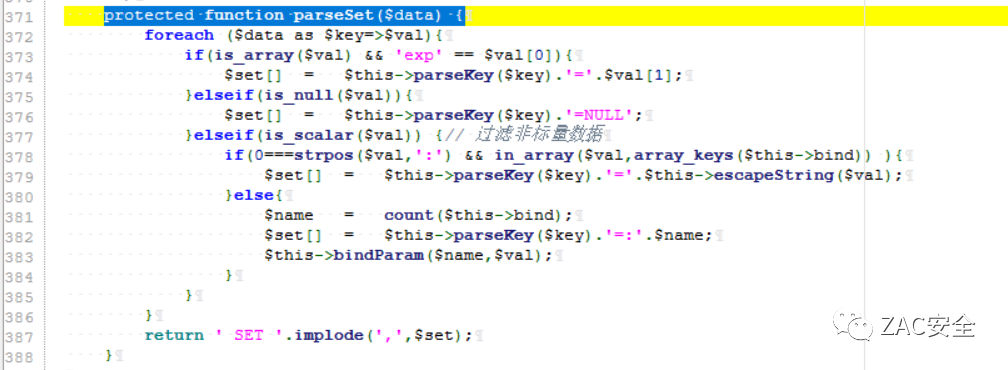 371 protected function parseSet($data) {
372 foreach ($data as $key=>$val){
373 if(is_array($val) && 'exp' == $val[0]){
374 $set[] = $this->parseKey($key).'='.$val[1];
375 }elseif(is_null($val)){
376 $set[] = $this->parseKey($key).'=NULL';
377 }elseif(is_scalar($val)) {// 过滤非标量数据
378 if(0===strpos($val,':') && in_array($val,array_keys($this->bind)) ){
379 $set[] = $this->parseKey($key).'='.$this->escapeString($val);
380 }else{
381 $name = count($this->bind);
382 $set[] = $this->parseKey($key).'=:'.$name;
383 $this->bindParam($name,$val);
384 }
385 }
386 }
387 return ' SET '.implode(',',$set);
388 }
ZAC安全